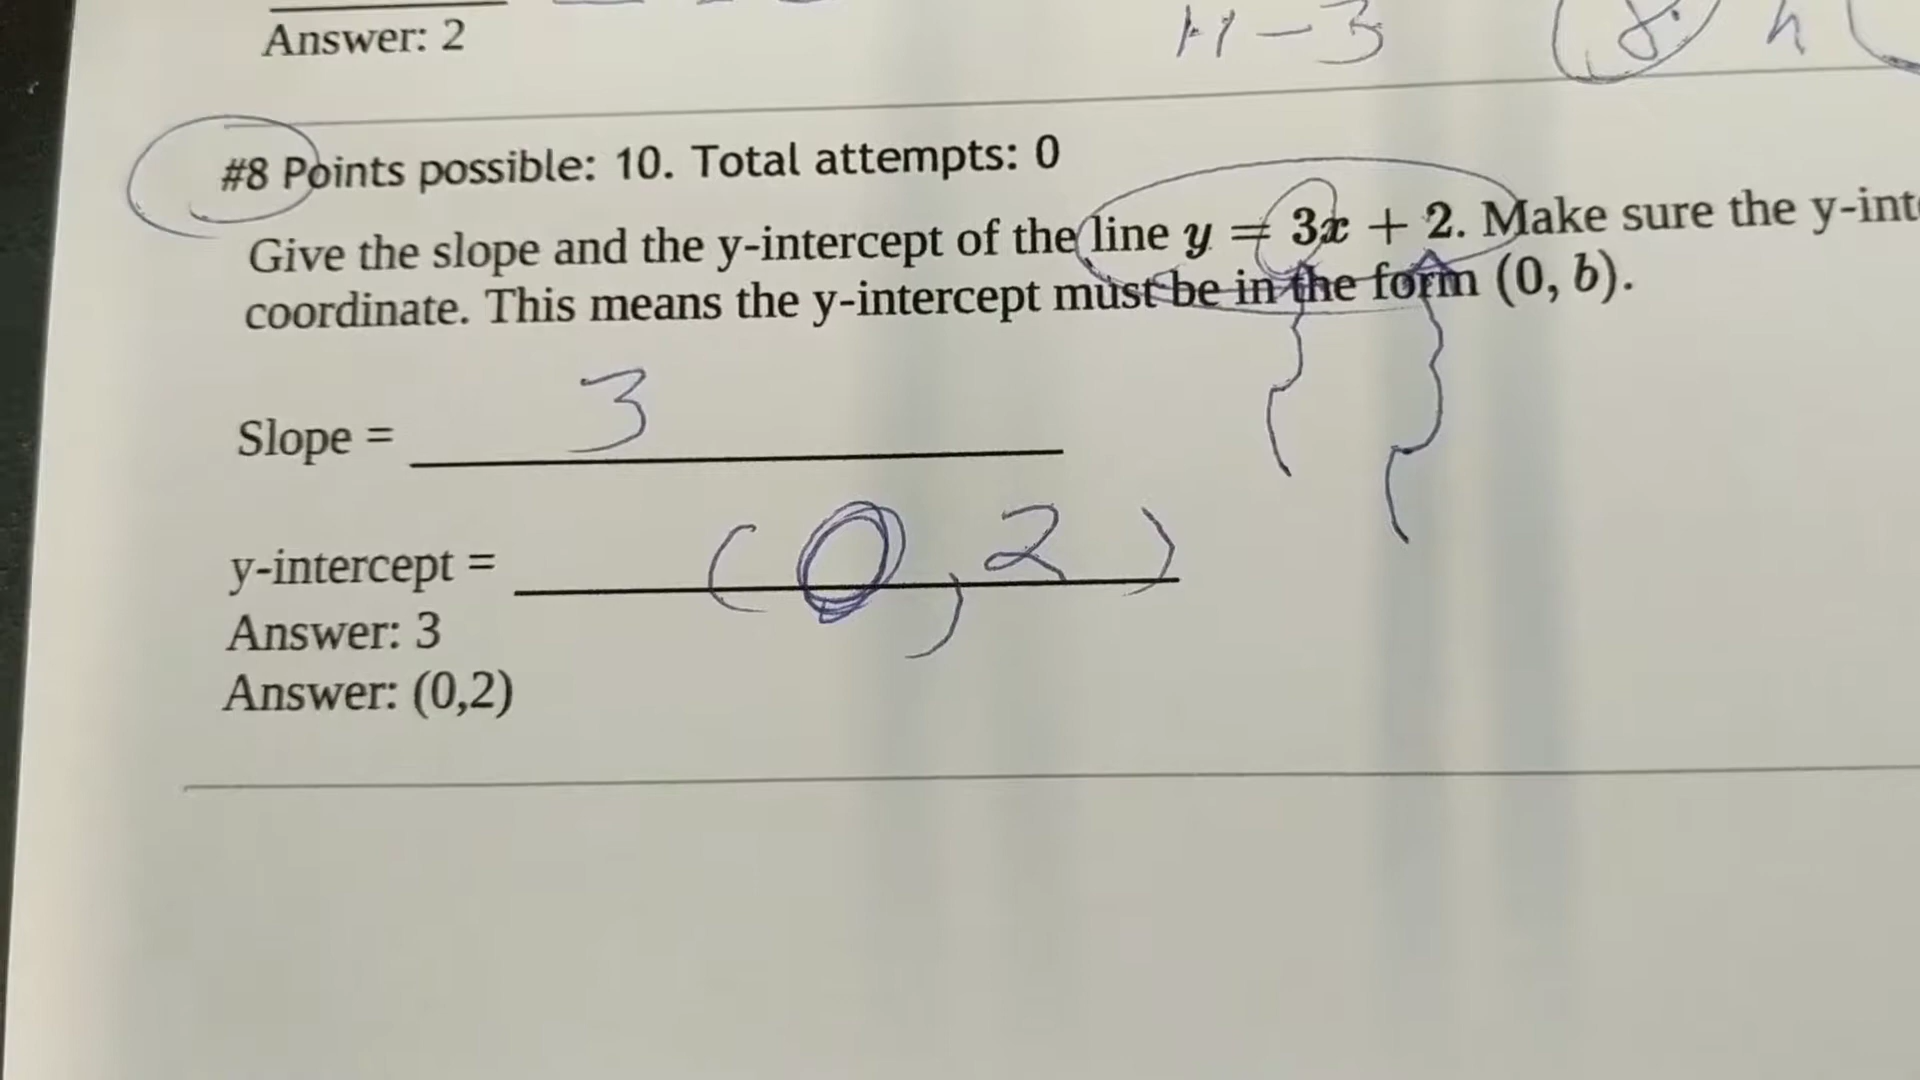 Answer: 2
#8 Points possible: 10. Total attempts: 0
Give the slope and the y-intercept of the line y = 3x + 2. Make sure the y-int
coordinate. This means the y-intercept must be in the form (0, b).
Slope = 3
y-intercept = (0, 2)
Answer: 3
Answer: (0,2)